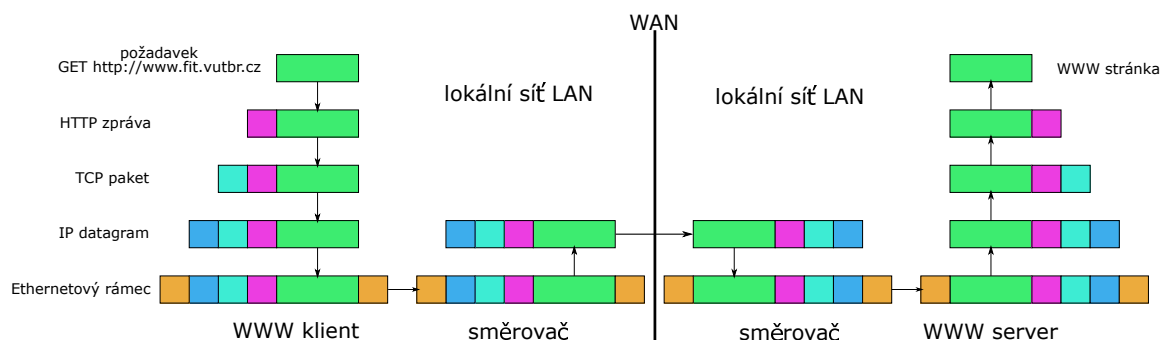 WAN
požadavek
GET http://www.fit.vutbr.cz
WWW stránka
lokální síť LAN
lokální síť LAN
HTTP zpráva
TCP paket
IP datagram
Ethernetový rámec
WWW klient
směrovač
směrovač
WWW server